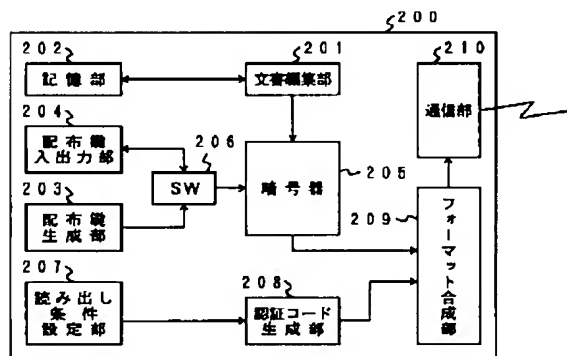 200
202
記憶部
201
文書編集部
210
通信部
204
配布鍵
入出力部
206
SW
暗号器
205
203
配布鍵
生成部
209
フォーマット合成部
207
読み出し
条件
設定部
208
認証コード
生成部